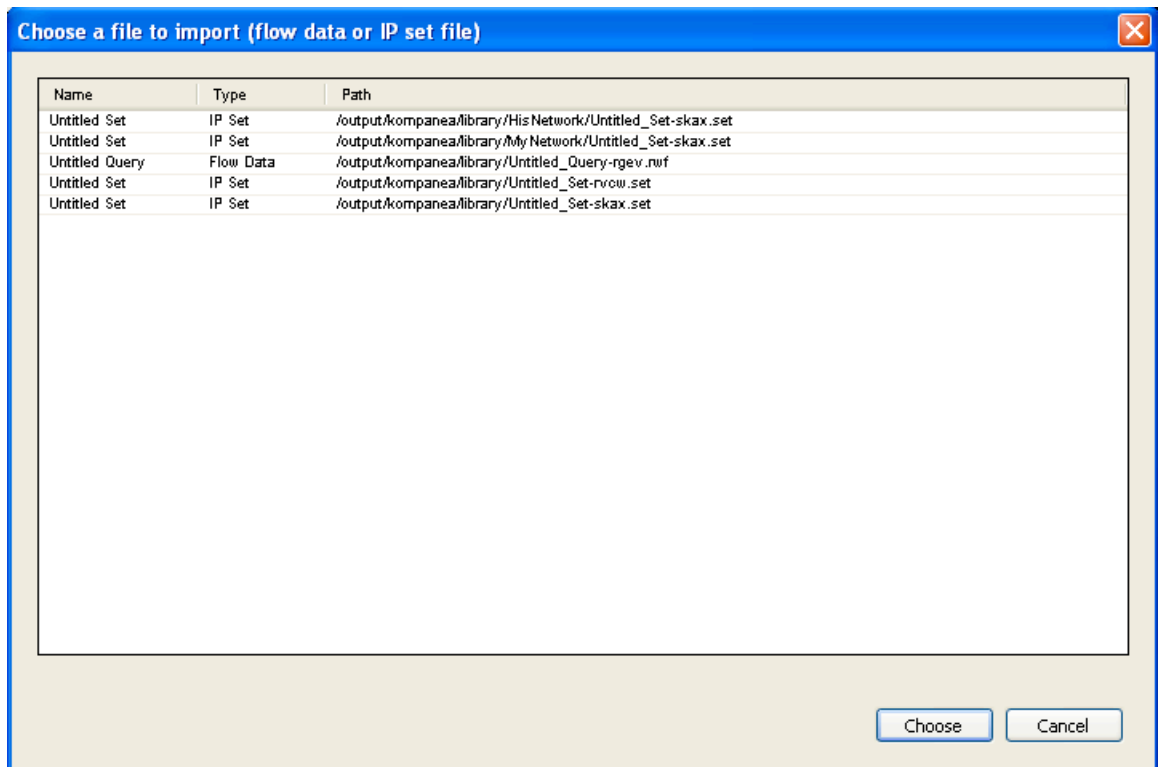 Choose a file to import (flow data or IP set file)
Name Type Path
Untitled Set IP Set /output/kompanea/library/HisNetwork/Untitled_Set-skax.set
Untitled Set IP Set /output/kompanea/library/MyNetwork/Untitled_Set-skax.set
Untitled Query Flow Data /output/kompanea/library/Untitled_Query-rgev.rwf
Untitled Set IP Set /output/kompanea/library/Untitled_Set-rvcw.set
Untitled Set IP Set /output/kompanea/library/Untitled_Set-skax.set
Choose Cancel